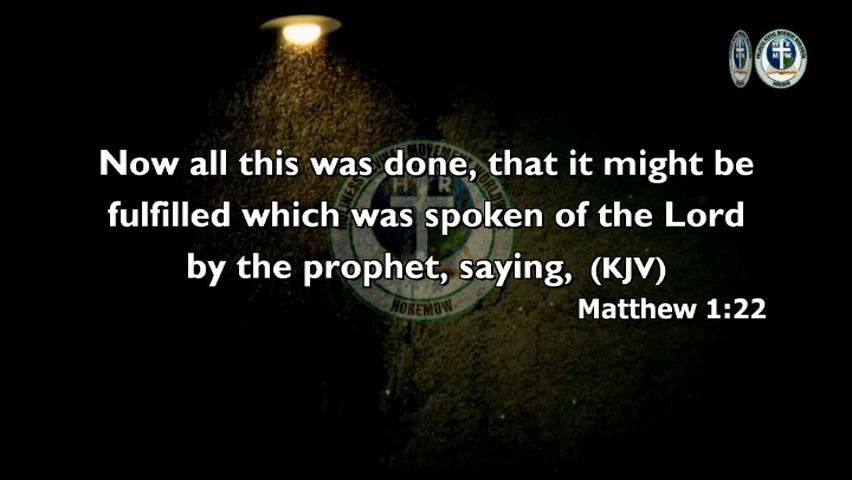 Now all this was done, that it might be
fulfilled which was spoken of the Lord
by the prophet, saying, (KJV)
Matthew 1:22
HOREMOW